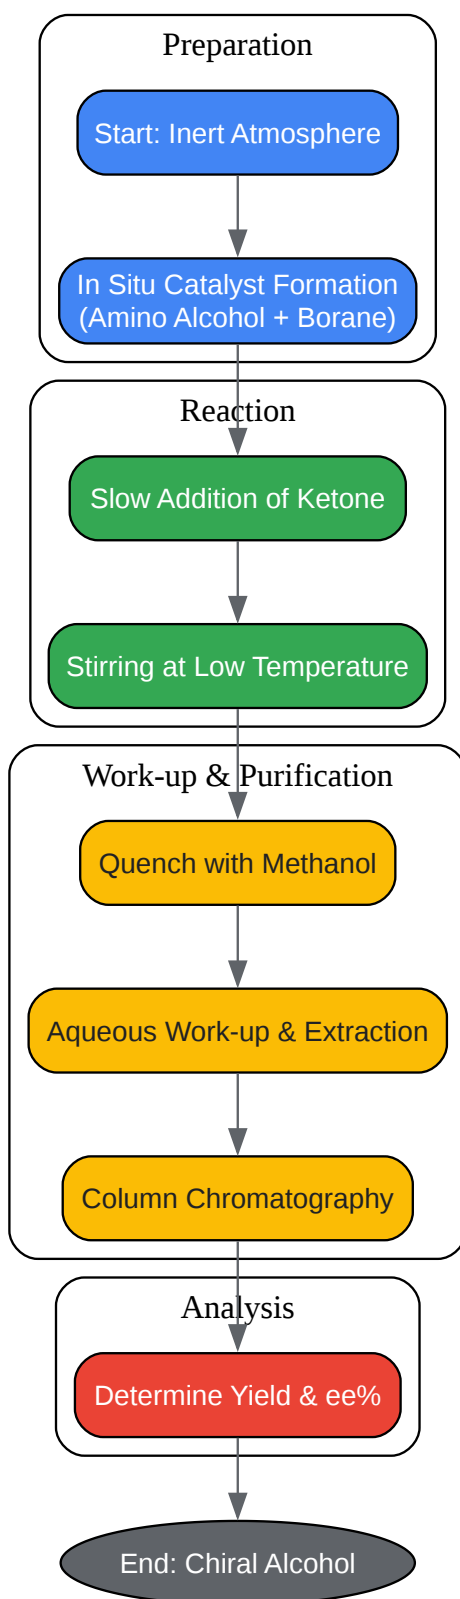 Preparation
Start: Inert Atmosphere
In Situ Catalyst Formation
(Amino Alcohol + Borane)
Reaction
Slow Addition of Ketone
Stirring at Low Temperature
Work-up & Purification
Quench with Methanol
Aqueous Work-up & Extraction
Column Chromatography
Analysis
Determine Yield & ee%
End: Chiral Alcohol